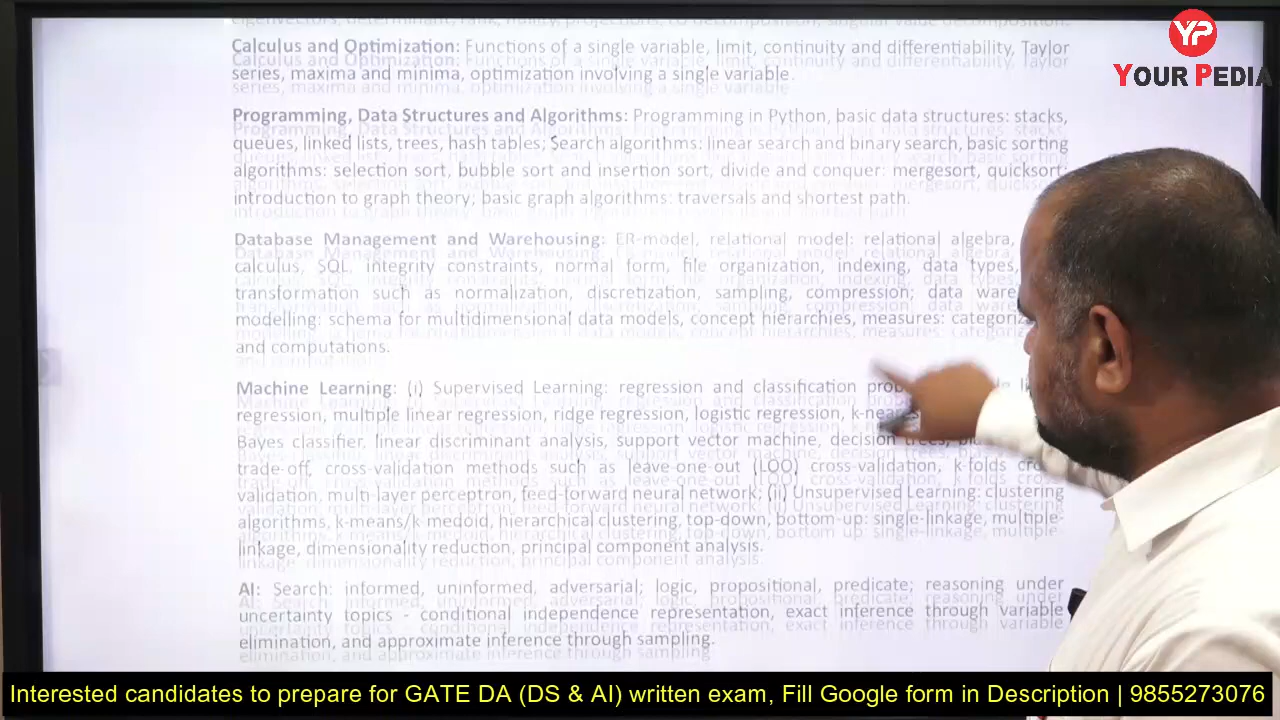 YP
YOUR PEDIA
eigenvectors, determinant, rank, nullity, projections, LU decomposition, singular value decomposition.
Calculus and Optimization: Functions of a single variable, limit, continuity and differentiability, Taylor
series, maxima and minima, optimization involving a single variable.
Programming, Data Structures and Algorithms: Programming in Python, basic data structures: stacks,
queues, linked lists, trees, hash tables; Search algorithms: linear search and binary search, basic sorting
algorithms: selection sort, bubble sort and insertion sort, divide and conquer: mergesort, quicksort;
introduction to graph theory; basic graph algorithms: traversals and shortest path.
Database Management and Warehousing: ER-model, relational model: relational algebra,
calculus, SQL, integrity constraints, normal form, file organization, indexing, data types,
transformation such as normalization, discretization, sampling, compression; data ware
modelling: schema for multidimensional data models, concept hierarchies, measures: categoriz
and computations.
Machine Learning: (i) Supervised Learning: regression and classification
regression, multiple linear regression, ridge regression, logistic regression,
Bayes classifier, linear discriminant analysis, support vector machine, decision trees,
trade-off, cross-validation methods such as leave-one-out (LOO) cross-validation, k-folds
validation, multi-layer perceptron, feed-forward neural network; (ii) Unsupervised Learning: clustering
algorithms, k-means/k-medoid, hierarchical clustering, top-down, bottom-up: single-linkage, multiple-
linkage, dimensionality reduction, principal component analysis.
AI: Search: informed, uninformed, adversarial; logic, propositional, predicate; reasoning under
uncertainty topics - conditional independence representation, exact inference through variable
elimination, and approximate inference through sampling.
Interested candidates to prepare for GATE DA (DS & AI) written exam, Fill Google form in Description | 9855273076